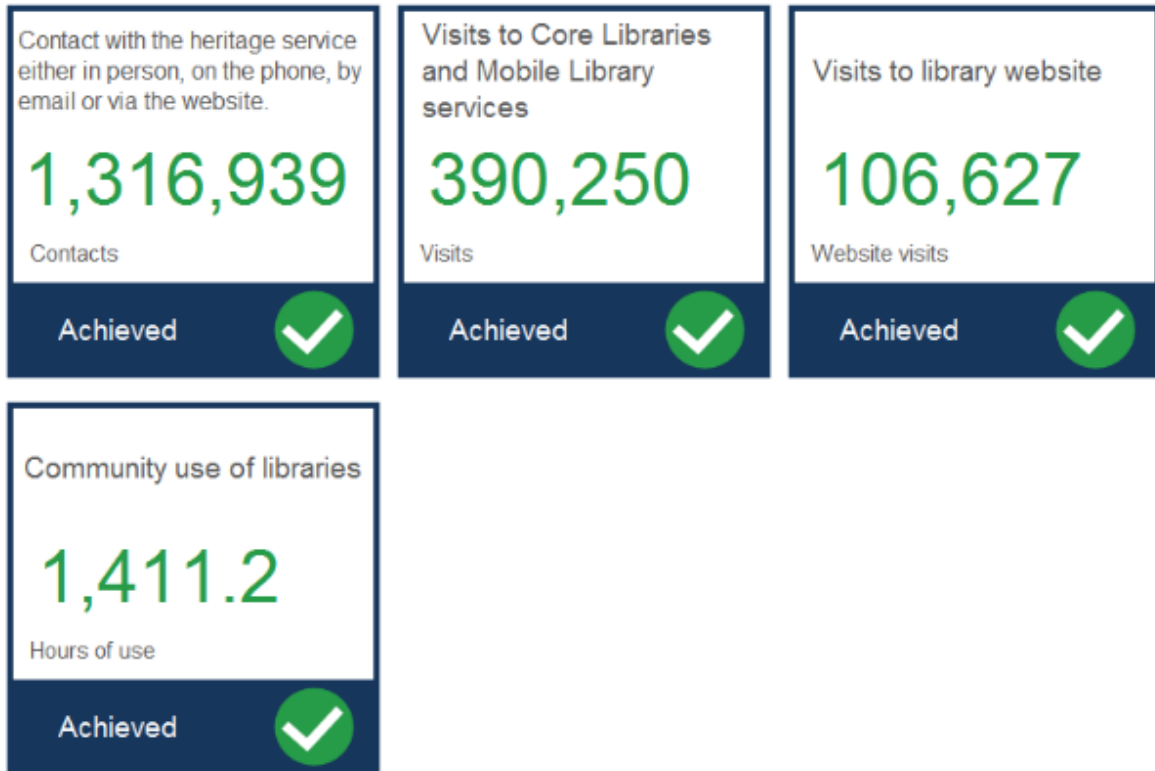 Contact with the heritage service
either in person, on the phone, by
email or via the website.
1,316,939
Contacts
Achieved
Visits to Core Libraries
and Mobile Library
services
390,250
Visits
Achieved
Visits to library website
106,627
Website visits
Achieved
Community use of libraries
1,411.2
Hours of use
Achieved